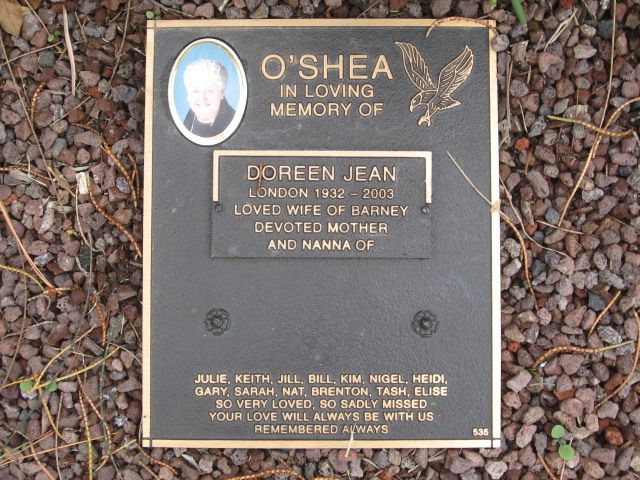 O'SHEA
IN LOVING
MEMORY OF
DOREEN JEAN
LONDON 1932 - 2003
LOVED WIFE OF BARNEY
DEVOTED MOTHER
AND NANNA OF
JULIE, KEITH, JILL, BILL, KIM, NIGEL, HEIDI,
GARY, SARAH, NAT, BRENTON, TASH, ELISE
SO VERY LOVED, SO SADLY MISSED
YOUR LOVE WILL ALWAYS BE WITH US
REMEMBERED ALWAYS
535